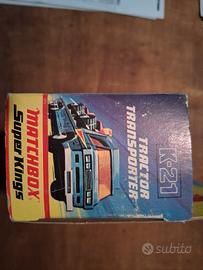 K-21
TRACTOR
TRANSPORTER
MATCHBOX
Super Kings
subito